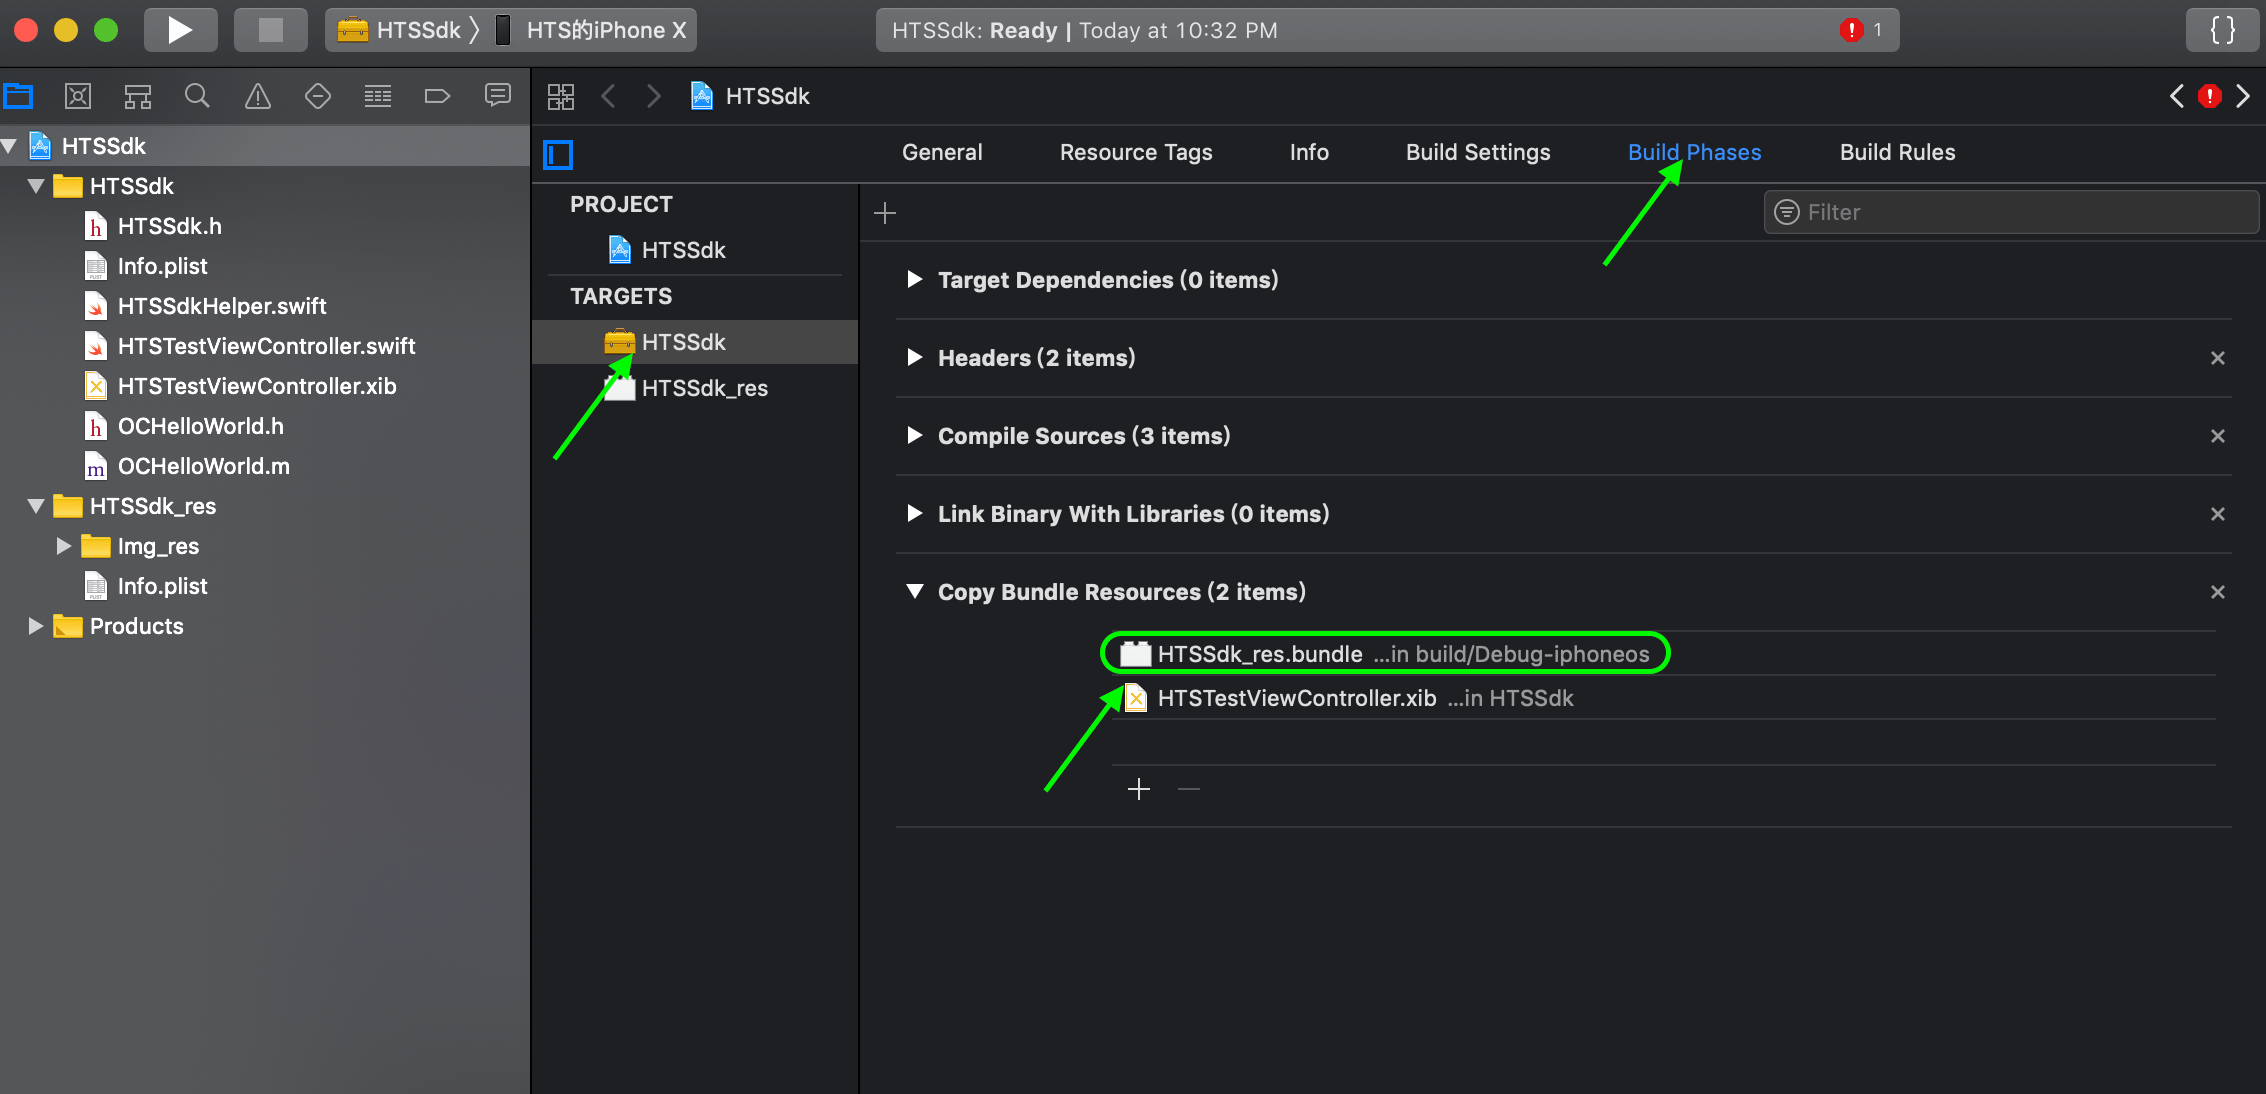 HTSSdk 〉 HTS的iPhone X
HTSSdk: Ready | Today at 10:32 PM
1
{}
HTSSdk
General
Resource Tags
Info
Build Settings
Build Phases
Build Rules
Filter
HTSSdk
HTSSdk
HTSSdk.h
Info.plist
HTSSdkHelper.swift
HTSTestViewController.swift
HTSTestViewController.xib
OCHelloWorld.h
OCHelloWorld.m
HTSSdk_res
Img_res
Info.plist
Products
PROJECT
HTSSdk
TARGETS
HTSSdk
HTSSdk_res
Target Dependencies (0 items)
Headers (2 items)
Compile Sources (3 items)
Link Binary With Libraries (0 items)
Copy Bundle Resources (2 items)
HTSSdk_res.bundle ...in build/Debug-iphoneos
HTSTestViewController.xib ...in HTSSdk